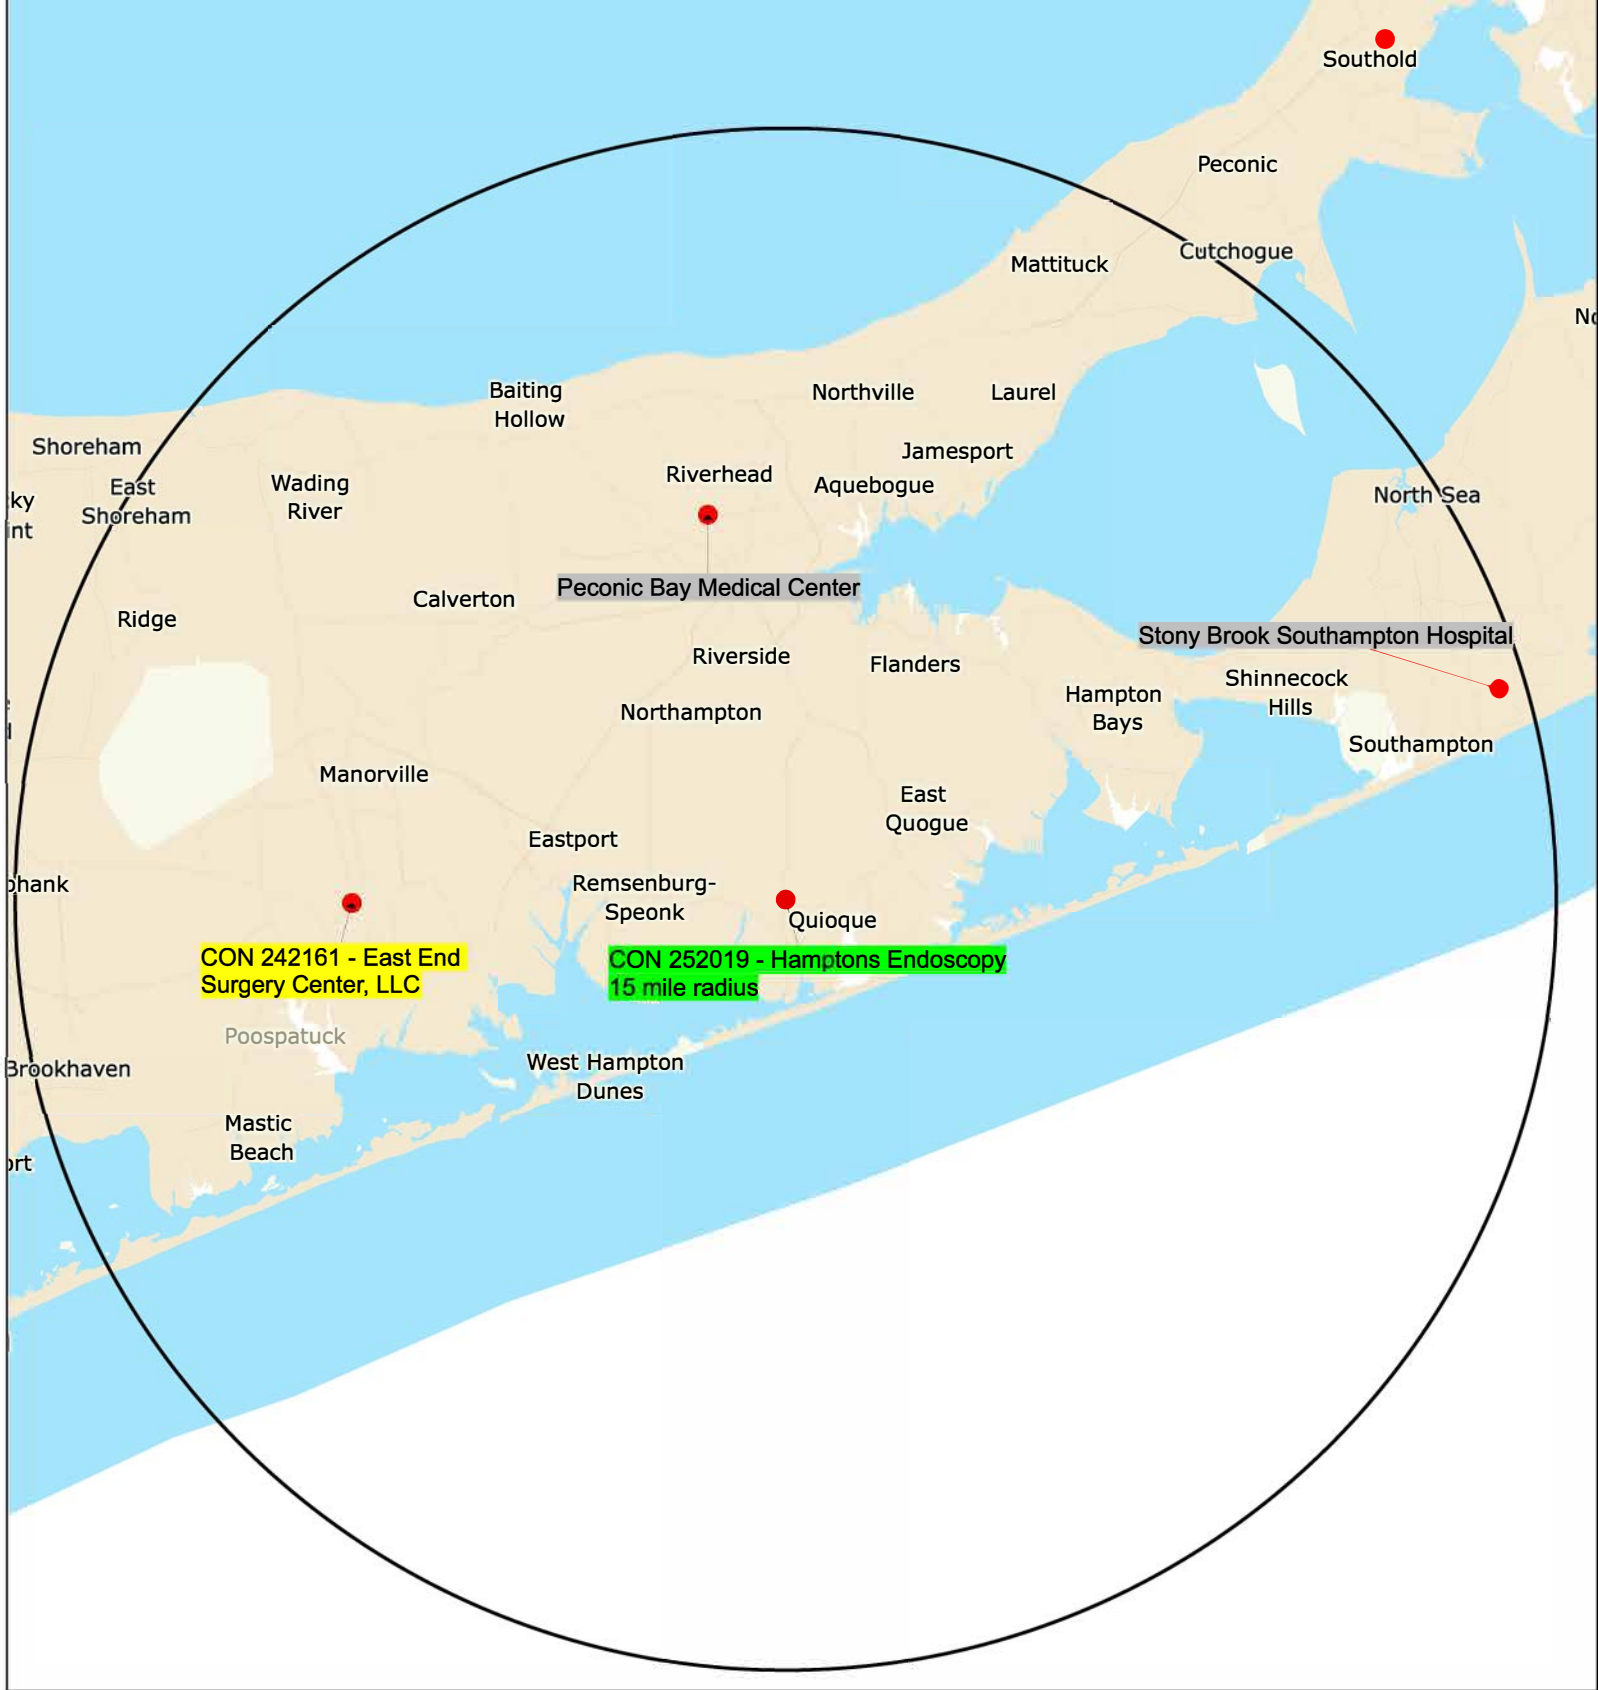 Southold
Peconic
Cutchogue
Mattituck
Baiting
Hollow
Northville
Laurel
Shoreham
Jamesport
East
Shoreham
Wading
River
Riverhead
Aquebogue
North Sea
Peconic Bay Medical Center
Calverton
Ridge
Stony Brook Southampton Hospital
Riverside
Flanders
Shinnecock
Hills
Hampton
Bays
Northampton
Southampton
Manorville
East
Quogue
Eastport
Remsenburg-
Speonk
Quioque
CON 242161 - East End
Surgery Center, LLC
CON 252019 - Hamptons Endoscopy
15 mile radius
Poospatuck
Brookhaven
West Hampton
Dunes
Mastic
Beach